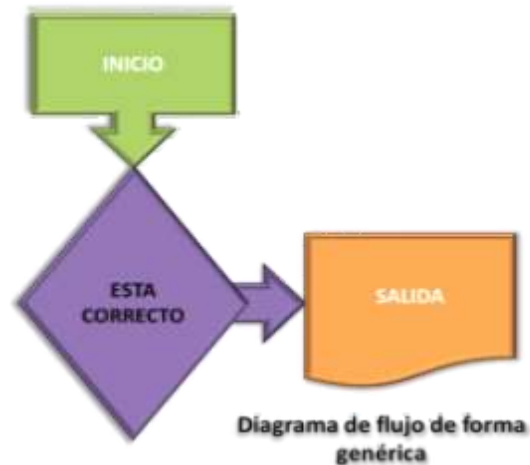 INICIO
ESTA
CORRECTO
SALIDA
Diagrama de flujo de forma
genérica